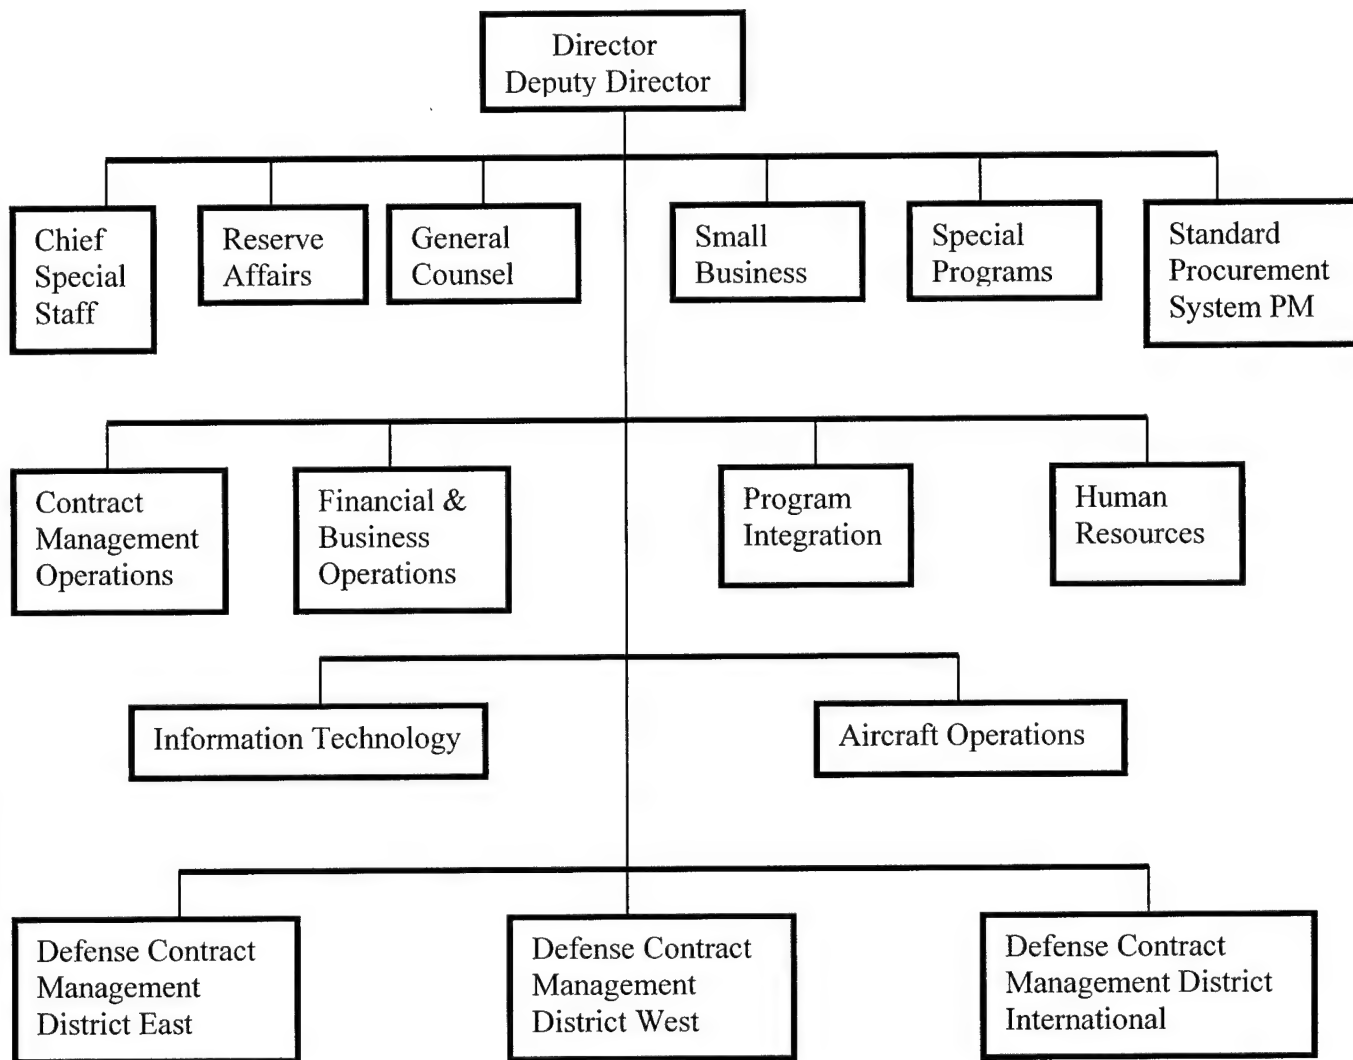 Director
Deputy Director
Chief
Special
Staff
Reserve
Affairs
General
Counsel
Small
Business
Special
Programs
Standard
Procurement
System PM
Contract
Management
Operations
Financial &
Business
Operations
Program
Integration
Human
Resources
Information Technology
Aircraft Operations
Defense Contract
Management
District East
Defense Contract
Management
District West
Defense Contract
Management District
International